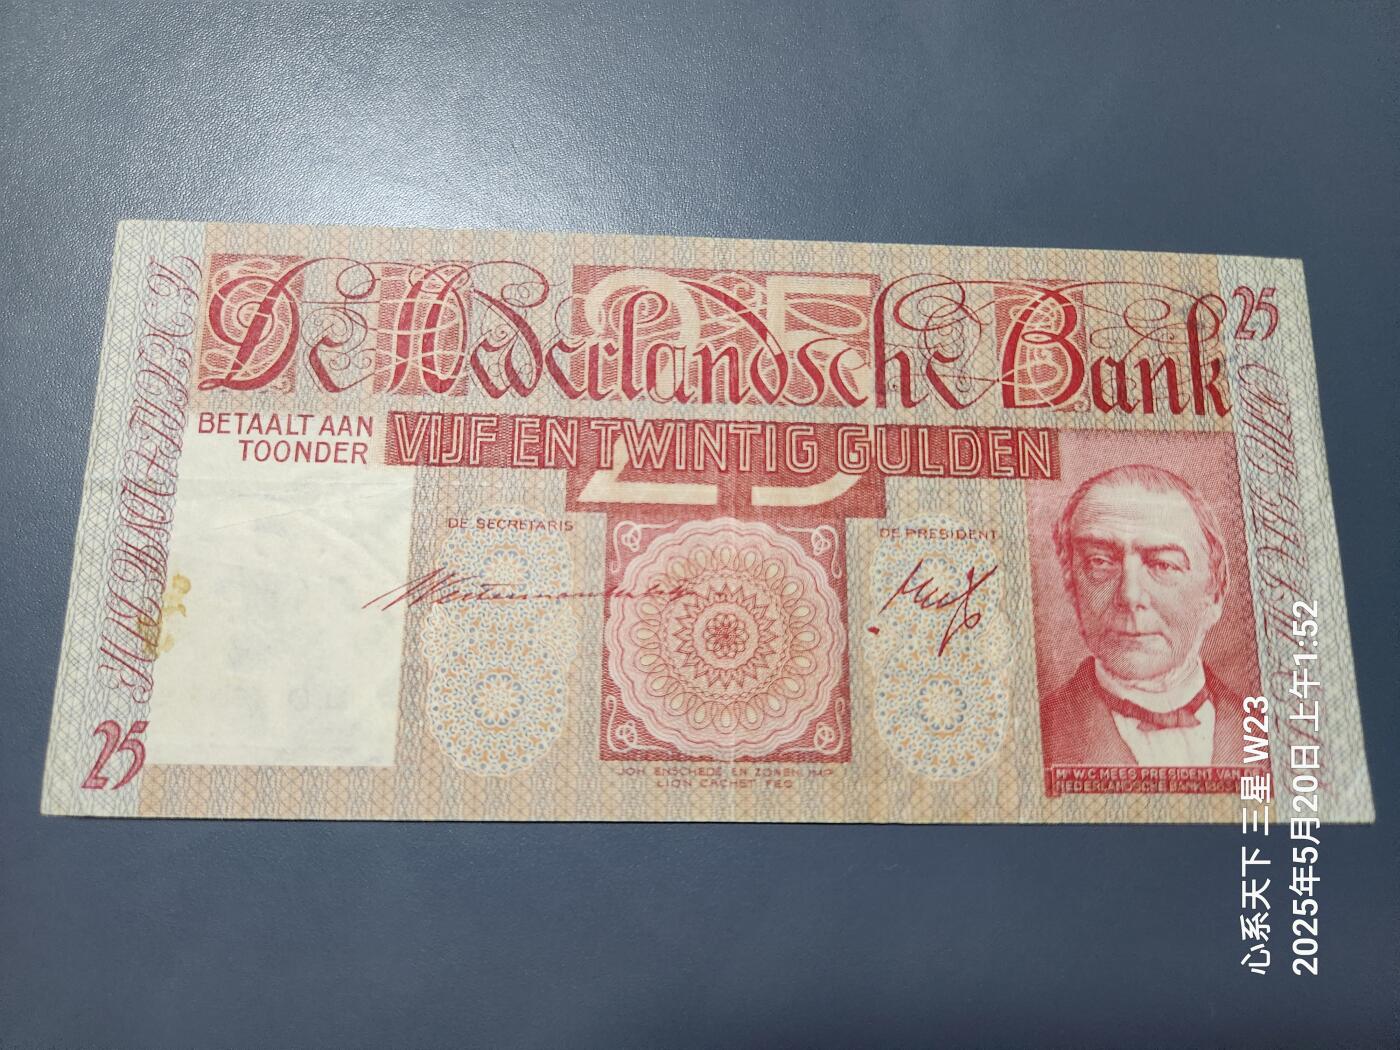 De Nederlandsche Bank
25
25
BETAALT AAN
TOONDER
VIJF EN TWINTIG GULDEN
25
DE SECRETARIS
DE PRESIDENT
JOH. ENSCHEDÉ EN ZONEN IMP.
LION CACHET FEC
Mr W.C. MEES PRESIDENT VAN
NEDERLANDSCHE BANK
25
心系天下 三星 W23
2025年5月20日 上午1:52